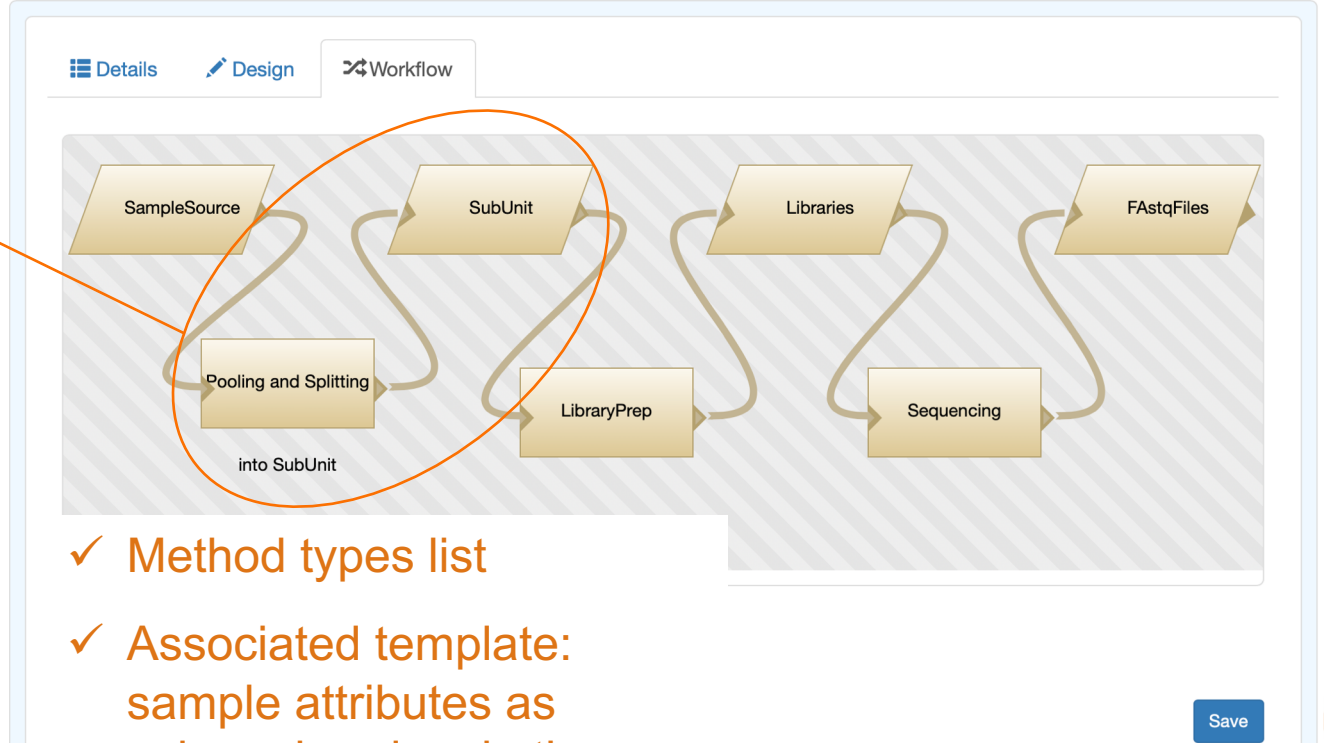 Details Design Workflow
SampleSource SubUnit Libraries FAstqFiles
Pooling and Splitting
LibraryPrep Sequencing
into SubUnit
✓ Method types list
✓ Associated template:
sample attributes as
Save